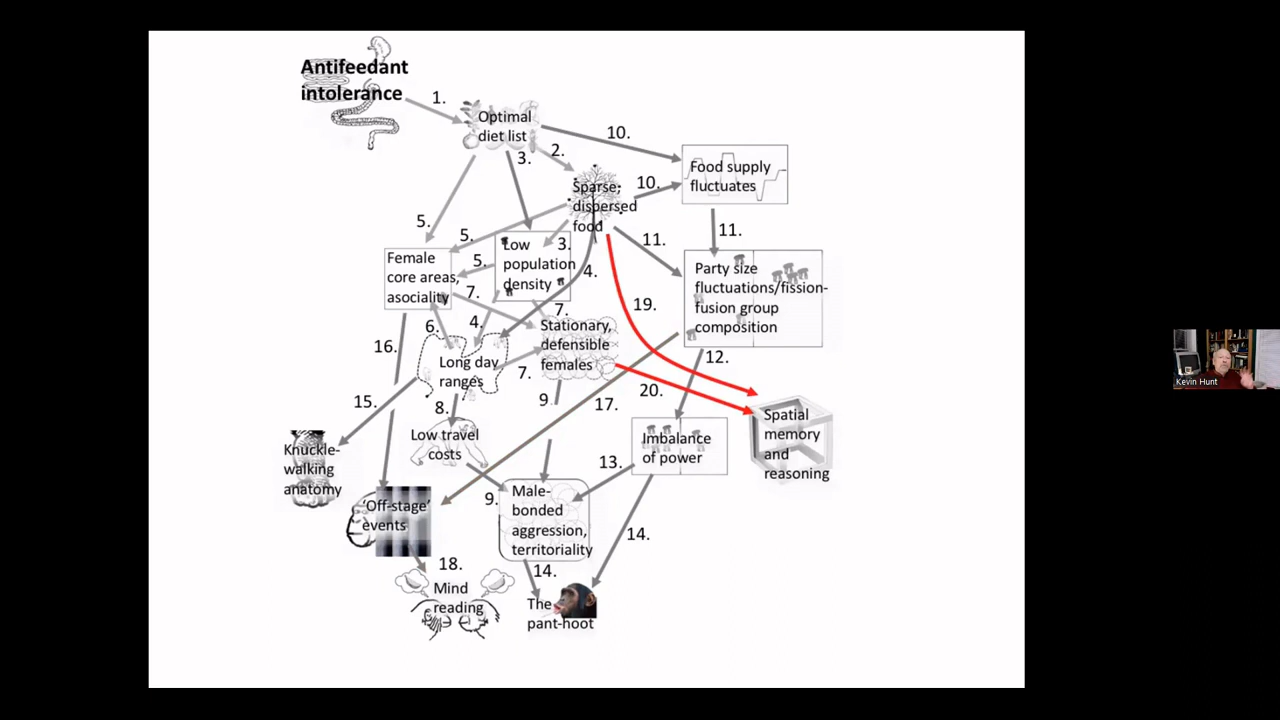 Antifeedant
intolerance
1.
Optimal
diet list
10.
2.
3.
Food supply
fluctuates
Sparse,
dispersed
food
10.
5.
5.
11.
11.
Female
core areas,
asociality
Low
population
density
3.
5.
4.
Party size
fluctuations/fission-
fusion group
composition
7.
7.
19.
6.
4.
Stationary,
defensible
females
16.
Long day
ranges
7.
12.
20.
15.
8.
9.
17.
Spatial
memory
and
reasoning
Low travel
costs
Imbalance
of power
Knuckle-
walking
anatomy
13.
9.
Male-
bonded
aggression,
territoriality
'Off-stage'
events
14.
18.
14.
Mind
reading
The
pant-hoot
Kevin Hunt